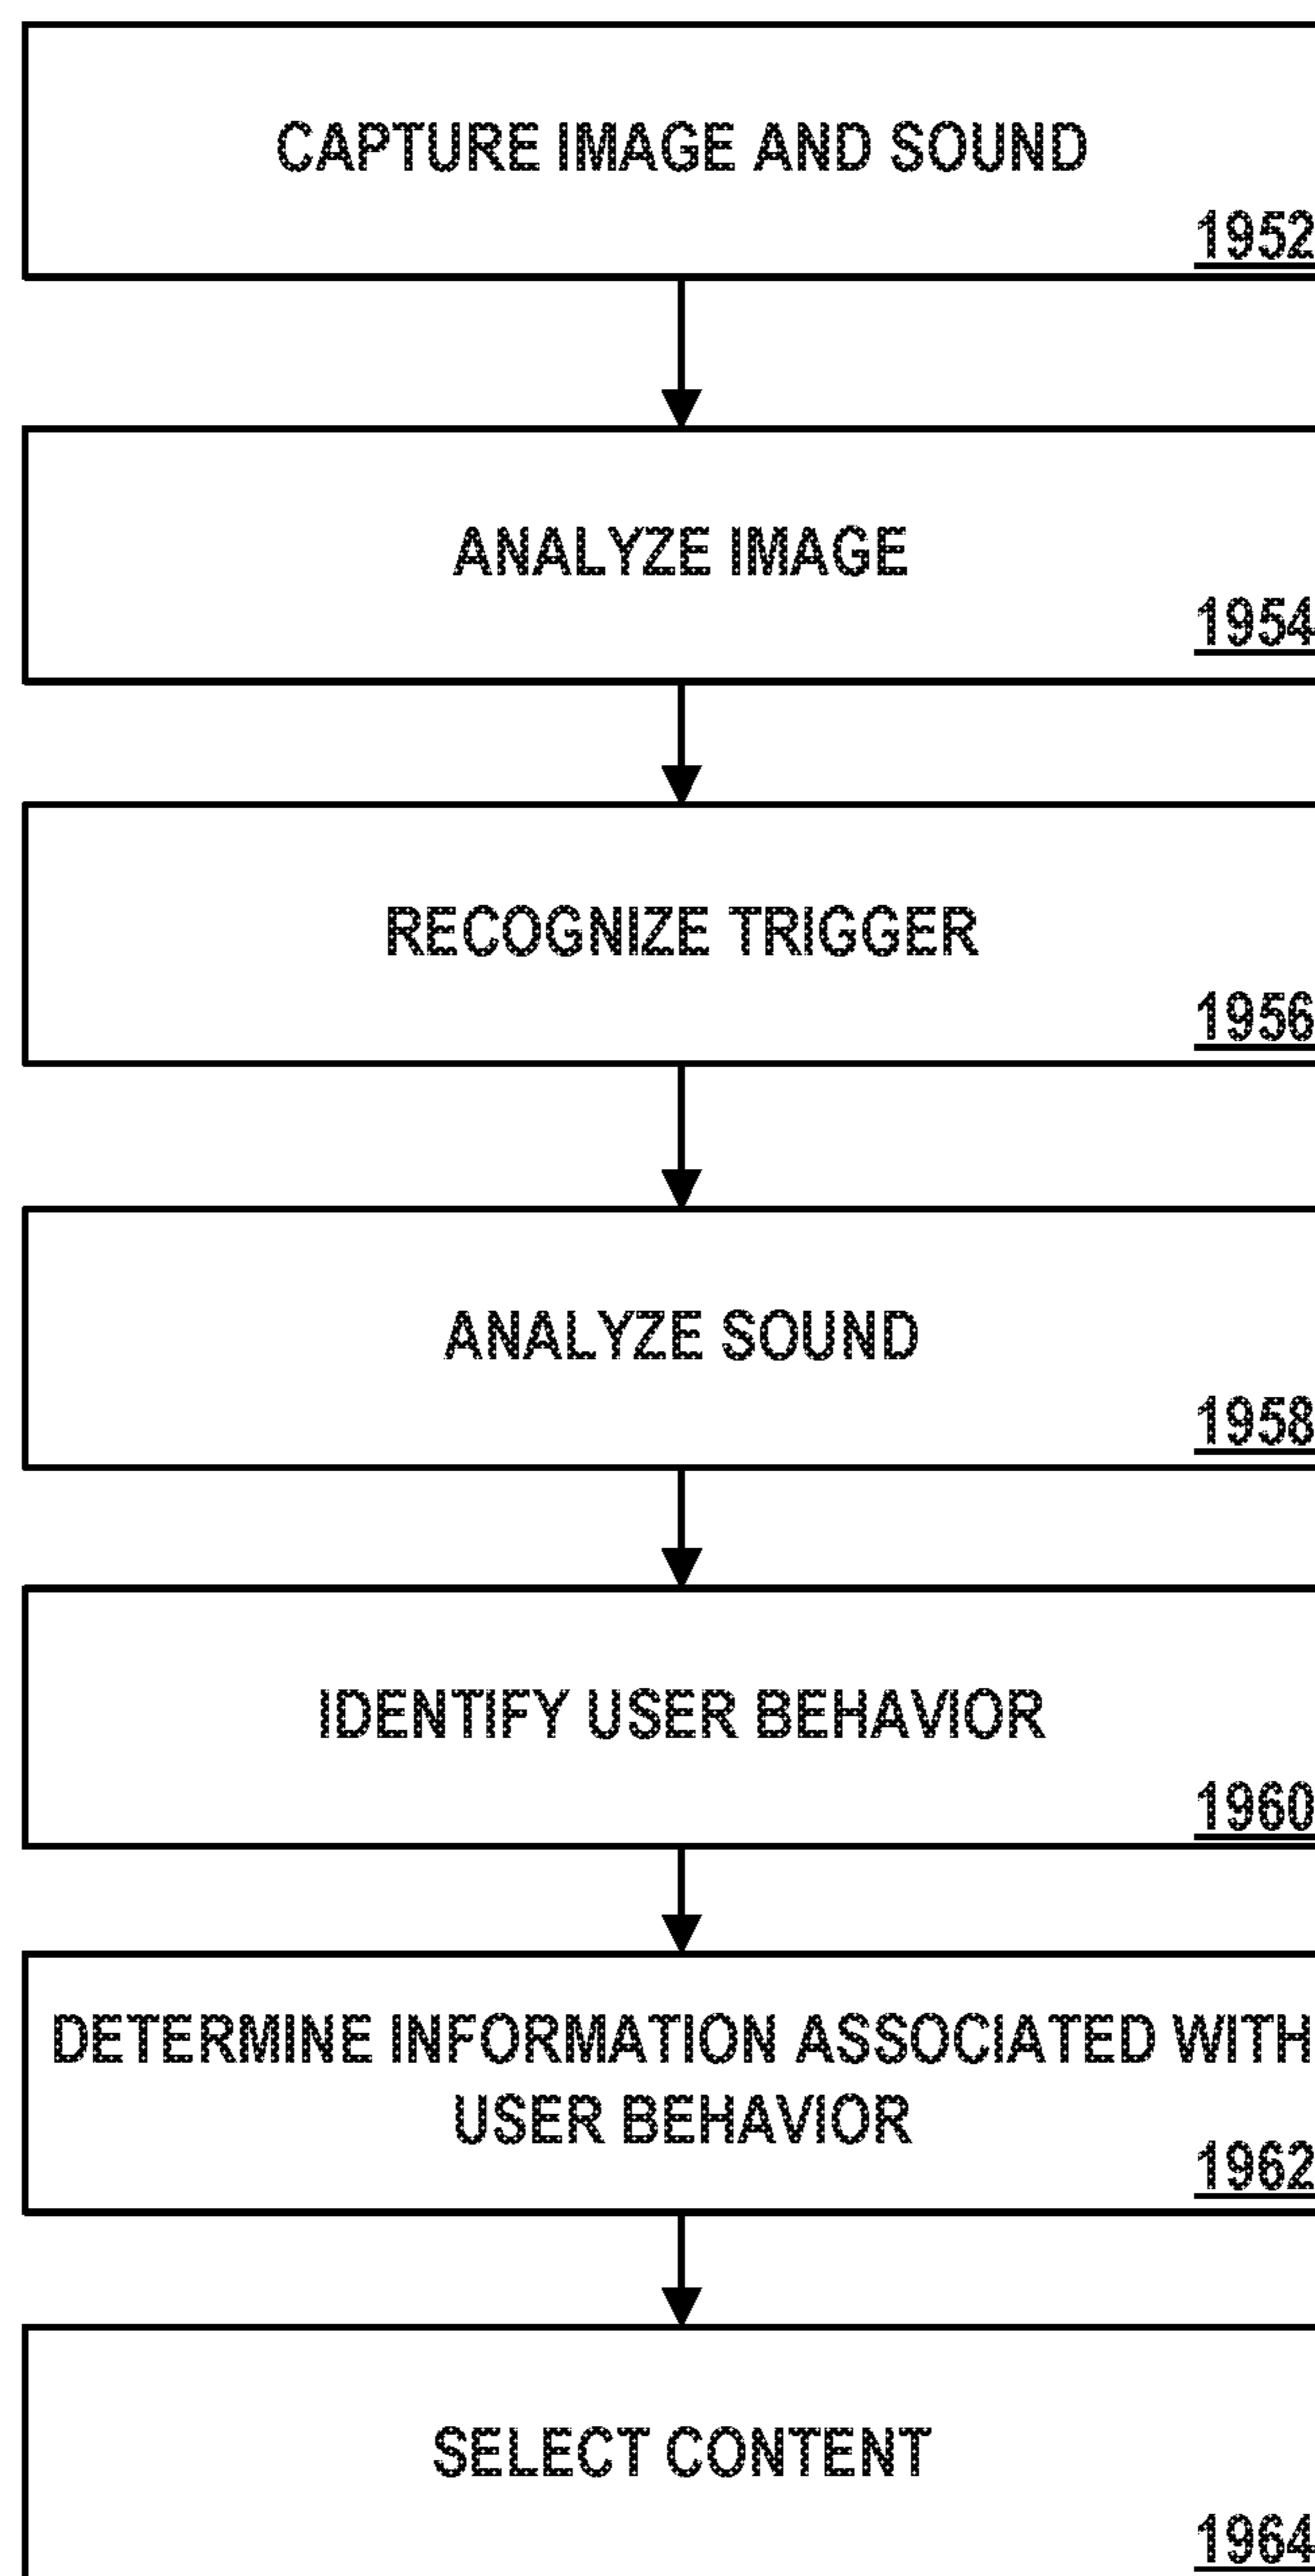 CAPTURE IMAGE AND SOUND
1952
ANALYZE IMAGE
1954
RECOGNIZE TRIGGER
1956
ANALYZE SOUND
1958
IDENTIFY USER BEHAVIOR
1960
DETERMINE INFORMATION ASSOCIATED WITH
USER BEHAVIOR
1962
SELECT CONTENT
1964